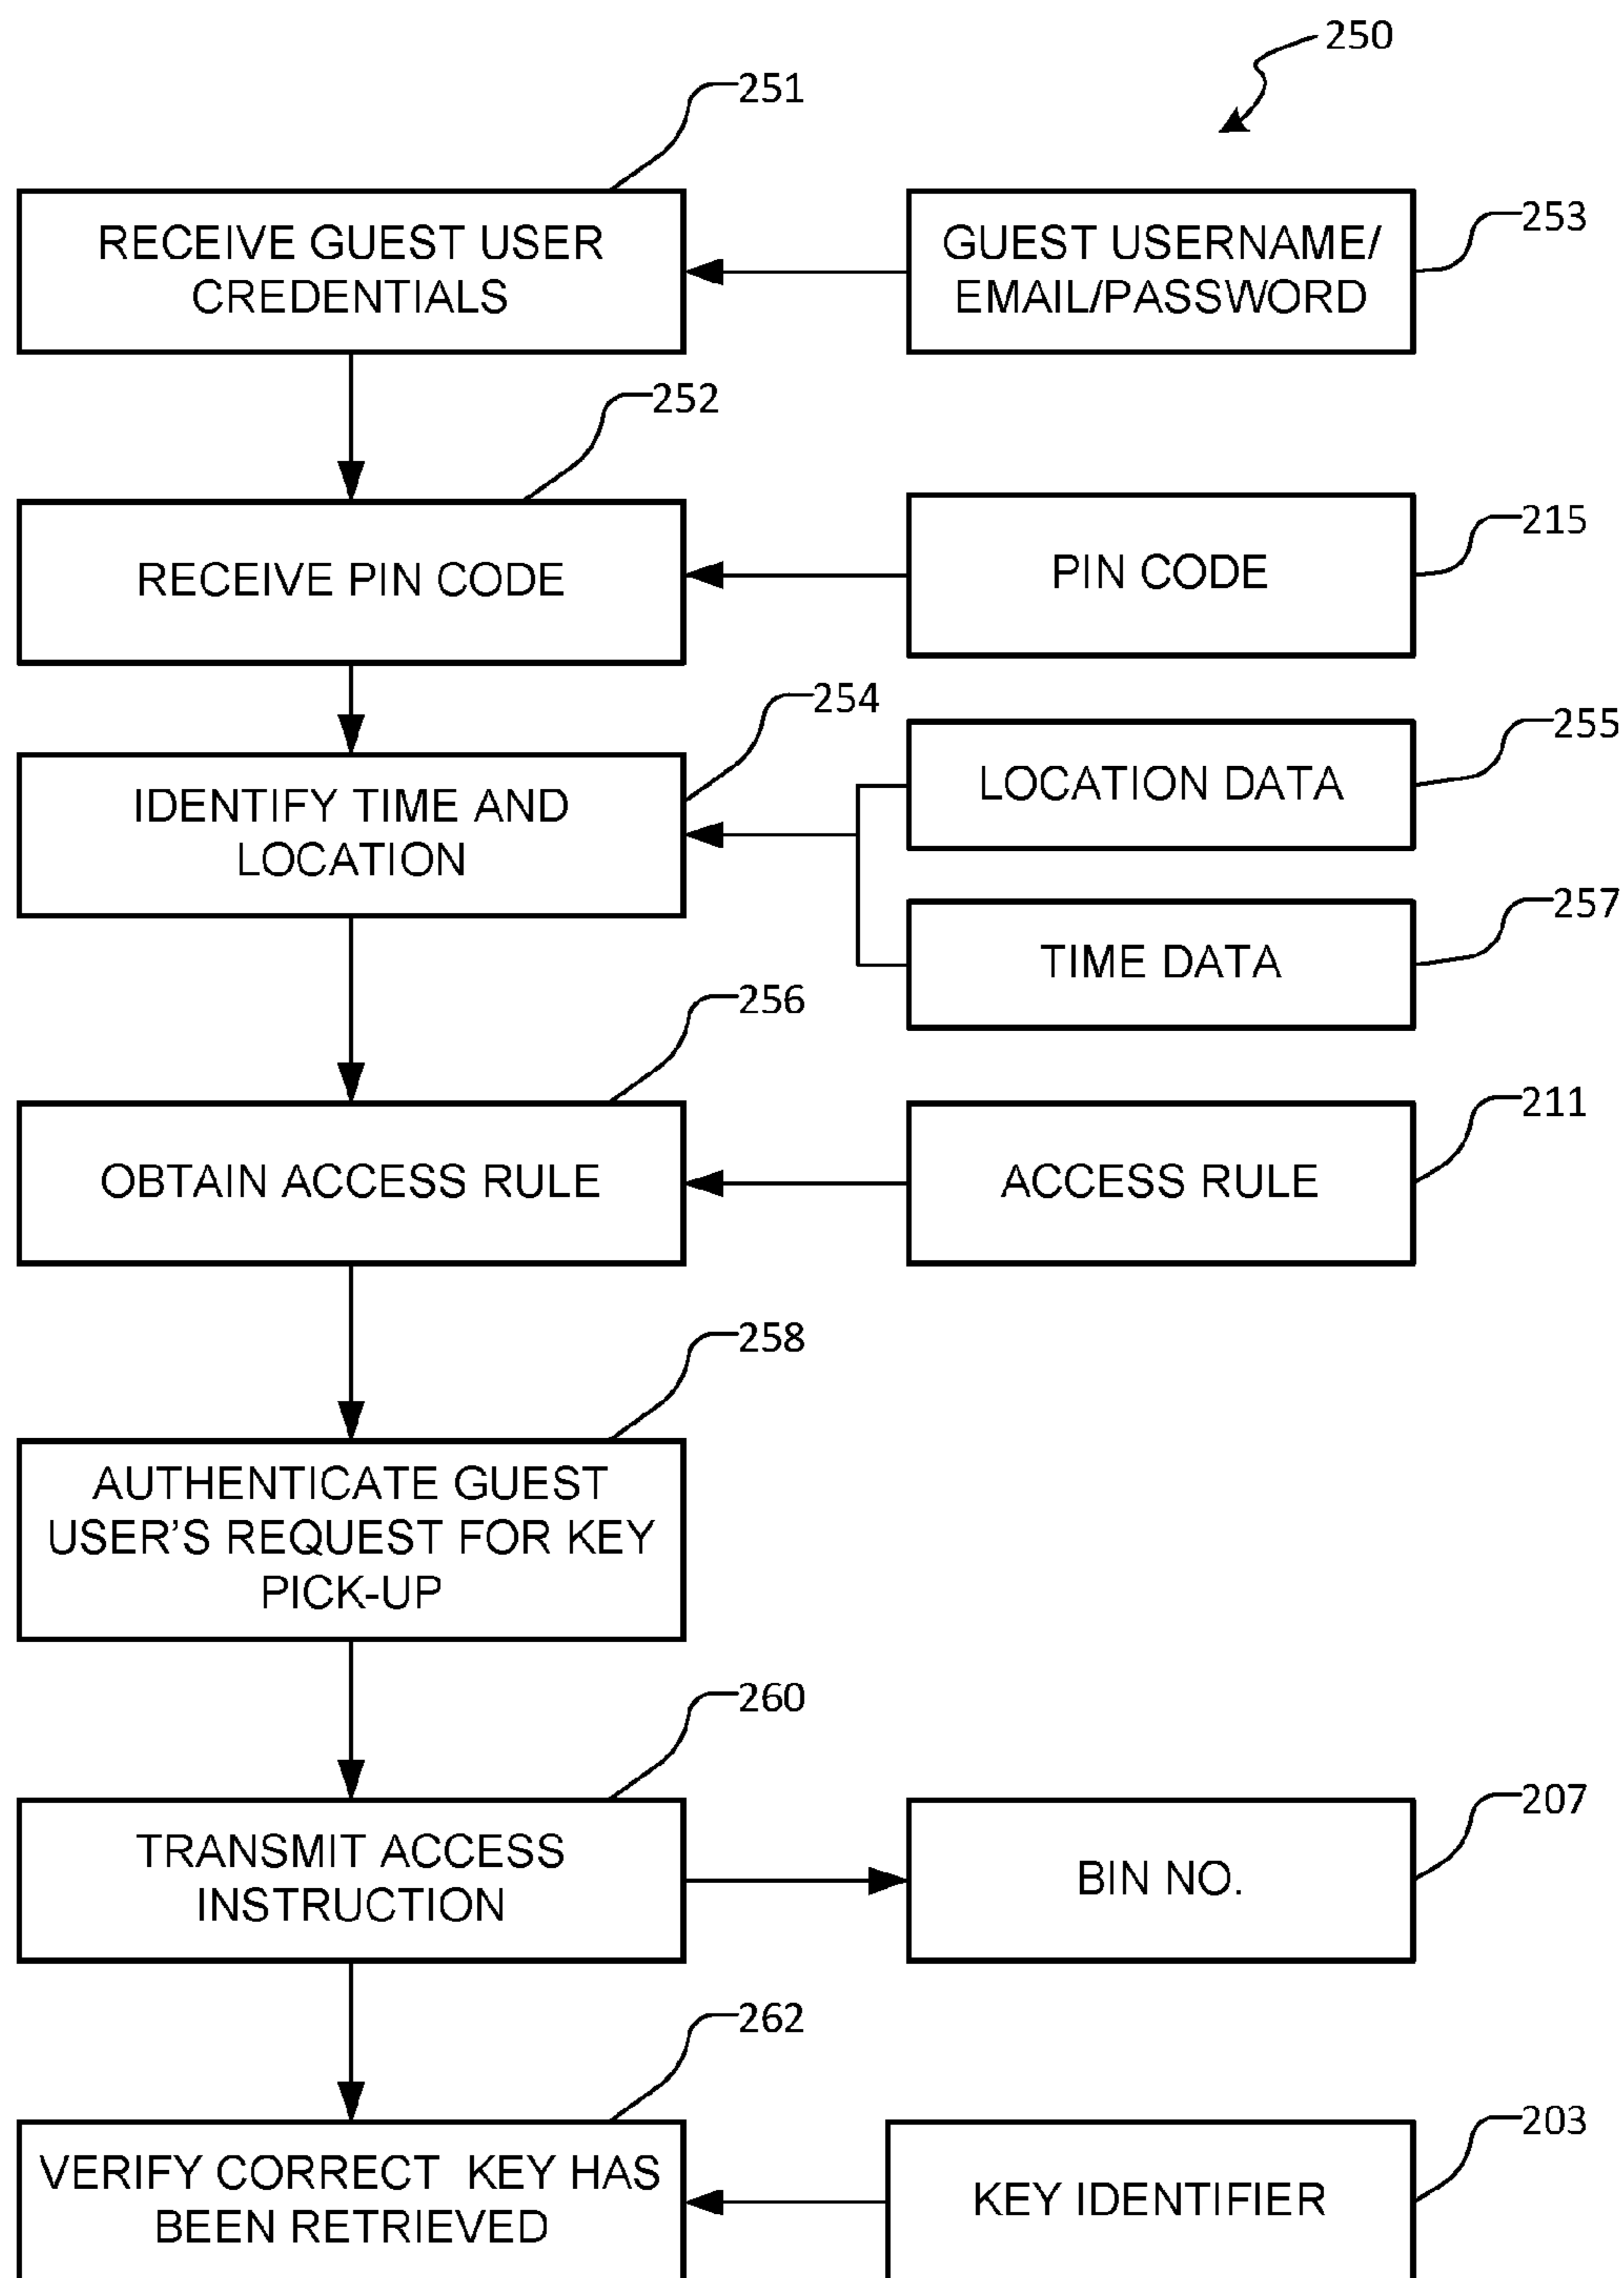 250
251
RECEIVE GUEST USER
CREDENTIALS
GUEST USERNAME/
EMAIL/PASSWORD
253
252
RECEIVE PIN CODE
PIN CODE
215
254
IDENTIFY TIME AND
LOCATION
LOCATION DATA
255
TIME DATA
257
256
OBTAIN ACCESS RULE
ACCESS RULE
211
258
AUTHENTICATE GUEST
USER'S REQUEST FOR KEY
PICK-UP
260
TRANSMIT ACCESS
INSTRUCTION
BIN NO.
207
262
VERIFY CORRECT KEY HAS
BEEN RETRIEVED
KEY IDENTIFIER
203